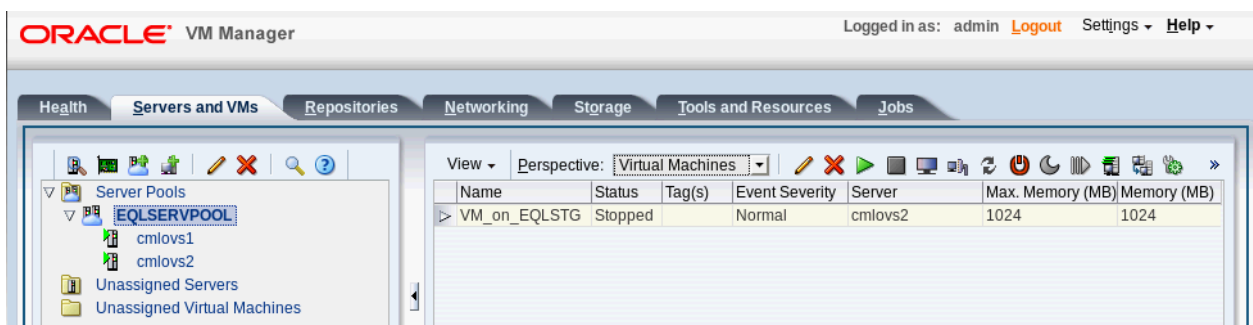 ORACLE VM Manager
Logged in as: admin Logout Settings Help
Health Servers and VMs Repositories Networking Storage Tools and Resources Jobs
View Perspective: Virtual Machines »
Server Pools
EQLSERVPOOL
cmlovs1
cmlovs2
Unassigned Servers
Unassigned Virtual Machines
Name Status Tag(s) Event Severity Server Max. Memory (MB) Memory (MB)
VM_on_EQLSTG Stopped Normal cmlovs2 1024 1024